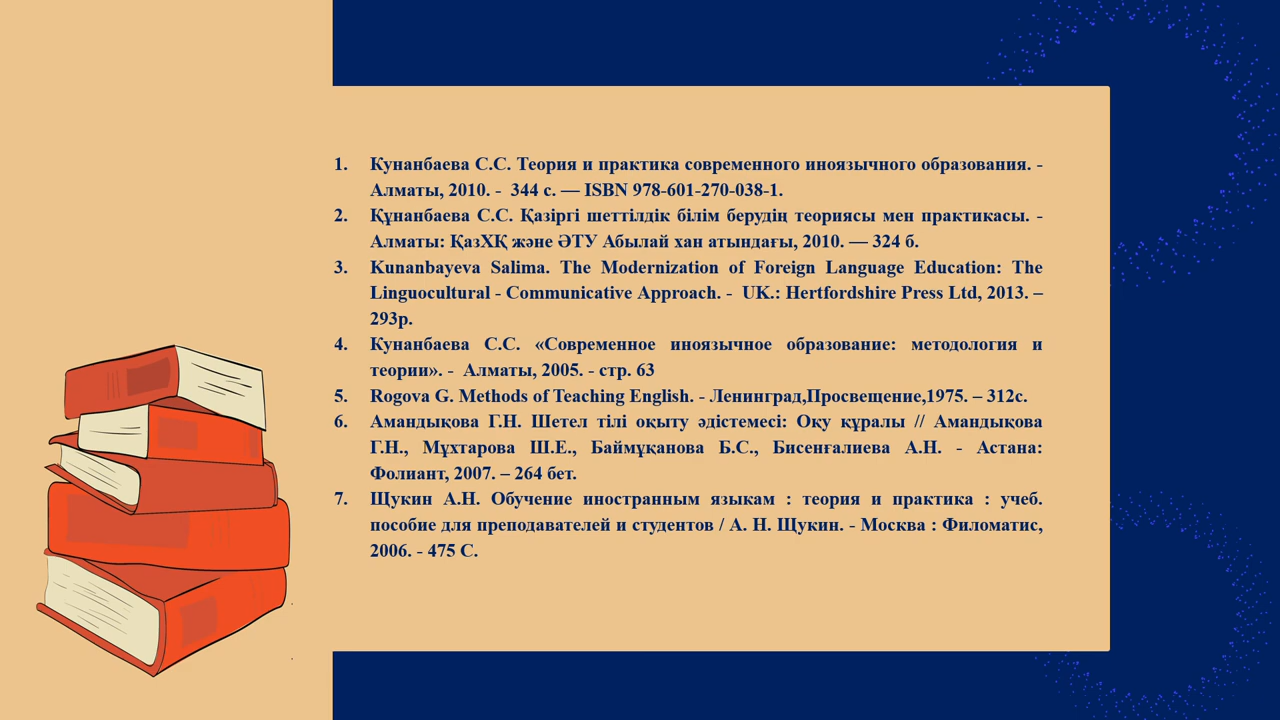 1. Кунанбаева С.С. Теория и практика современного иноязычного образования. -
Алматы, 2010. - 344 с. — ISBN 978-601-270-038-1.
2. Құнанбаева С.С. Қазіргі шеттілдік білім берудің теориясы мен практикасы. -
Алматы: ҚазХҚ және ӘТУ Абылай хан атындағы, 2010. — 324 б.
3. Kunanbayeva Salima. The Modernization of Foreign Language Education: The
Linguocultural - Communicative Approach. - UK.: Hertfordshire Press Ltd, 2013. –
293p.
4. Кунанбаева С.С. «Современное иноязычное образование: методология и
теории». - Алматы, 2005. - стр. 63
5. Rogova G. Methods of Teaching English. - Ленинград,Просвещение,1975. – 312с.
6. Амандықова Г.Н. Шетел тілі оқыту әдістемесі: Оқу құралы // Амандықова
Г.Н., Мұхтарова Ш.Е., Баймұқанова Б.С., Бисенғалиева А.Н. - Астана:
Фолиант, 2007. – 264 бет.
7. Щукин А.Н. Обучение иностранным языкам : теория и практика : учеб.
пособие для преподавателей и студентов / А. Н. Щукин. - Москва : Филоматис,
2006. - 475 С.